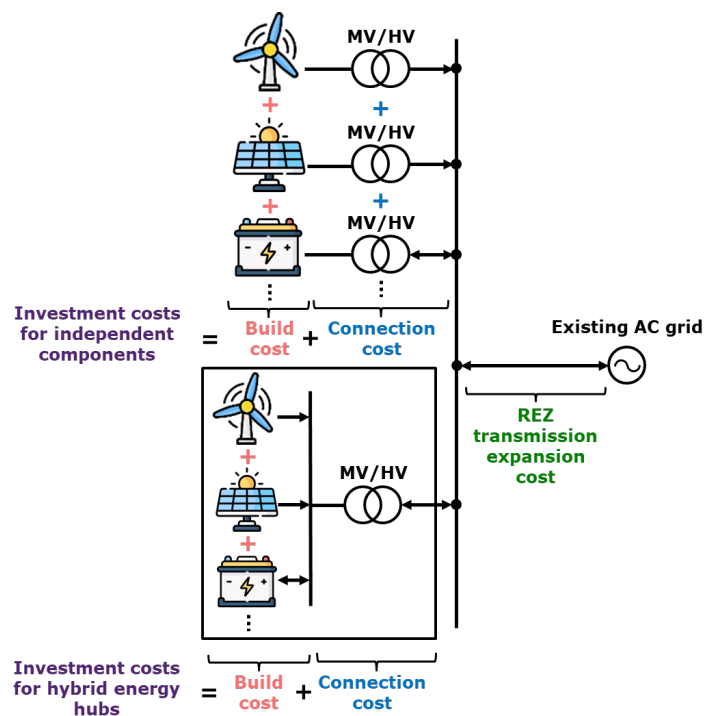 MV/HV
+
+
MV/HV
+
+
MV/HV
Investment costs
for independent
components
=
Build
cost
+
Connection
cost
Existing AC grid
REZ
transmission
expansion
cost
+
MV/HV
+
Investment costs
for hybrid energy
hubs
=
Build
cost
+
Connection
cost